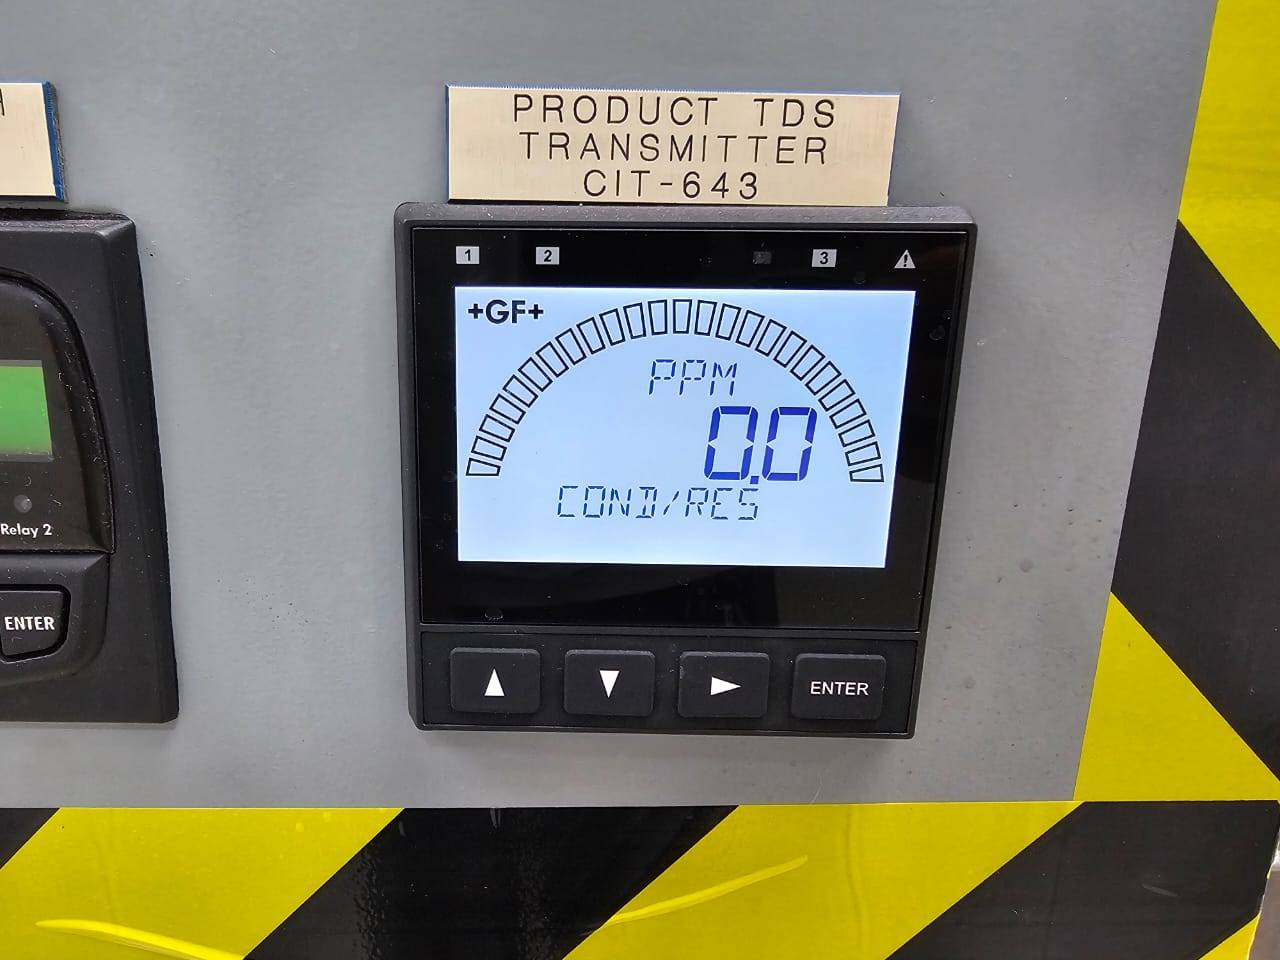 PRODUCT TDS
TRANSMITTER
CIT-643
1 2 3
+GF+
PPM
0.0
COND/RES
ENTER
Relay 2
ENTER